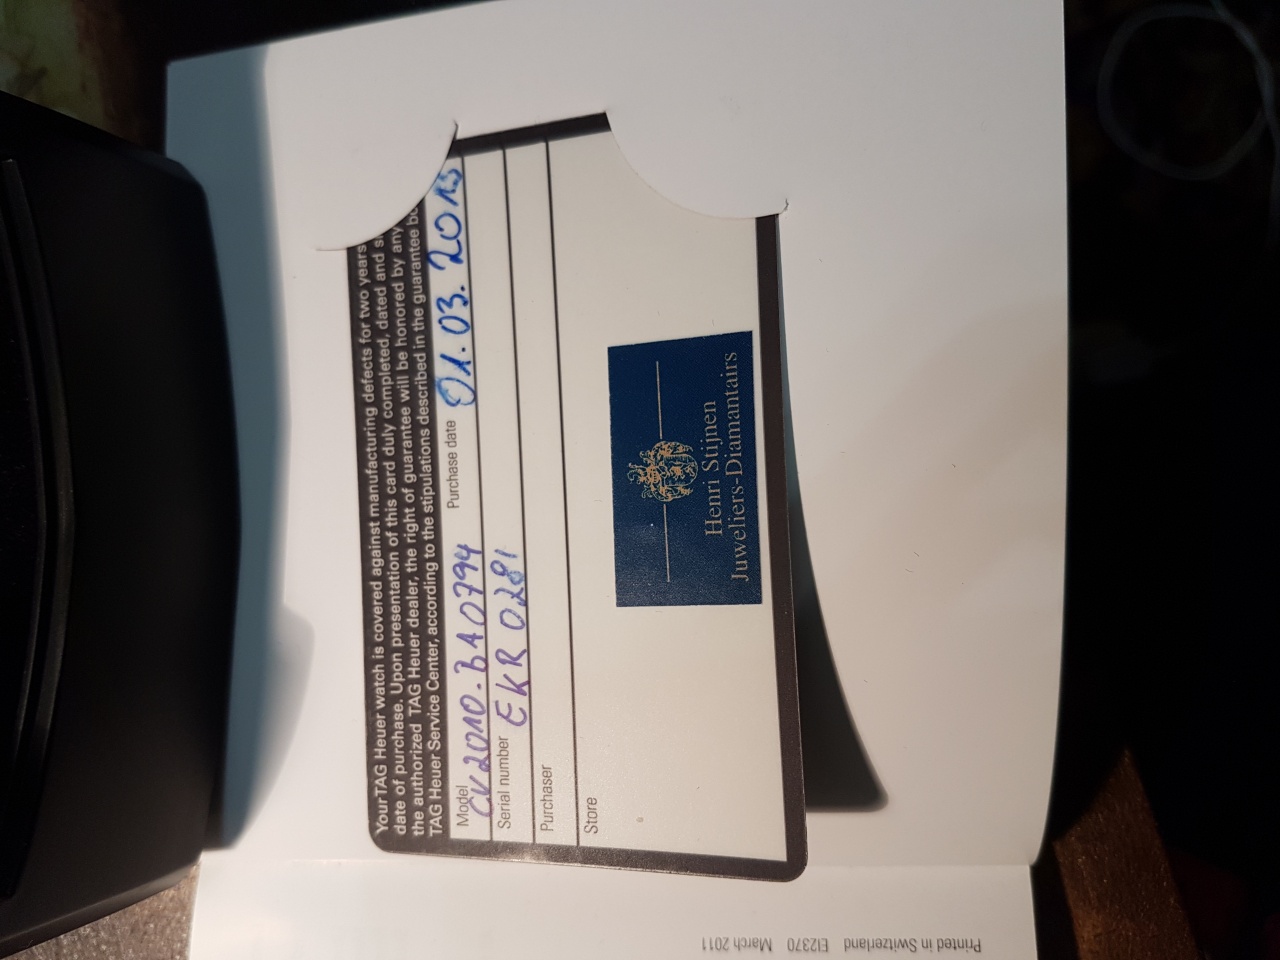 Your TAG Heuer watch is covered against manufacturing defects for two years
date of purchase. Upon presentation of this card duly completed, dated and
the authorized TAG Heuer dealer, the right of guarantee will be honored by any
TAG Heuer Service Center, according to the stipulations described in the guarantee
Model CV2010.BA0794 Purchase date 01.03.2013
Serial number EKR 0281
Purchaser
Store
Henri Stijnen
Juweliers-Diamantairs
Printed in Switzerland EI2370 March 2011